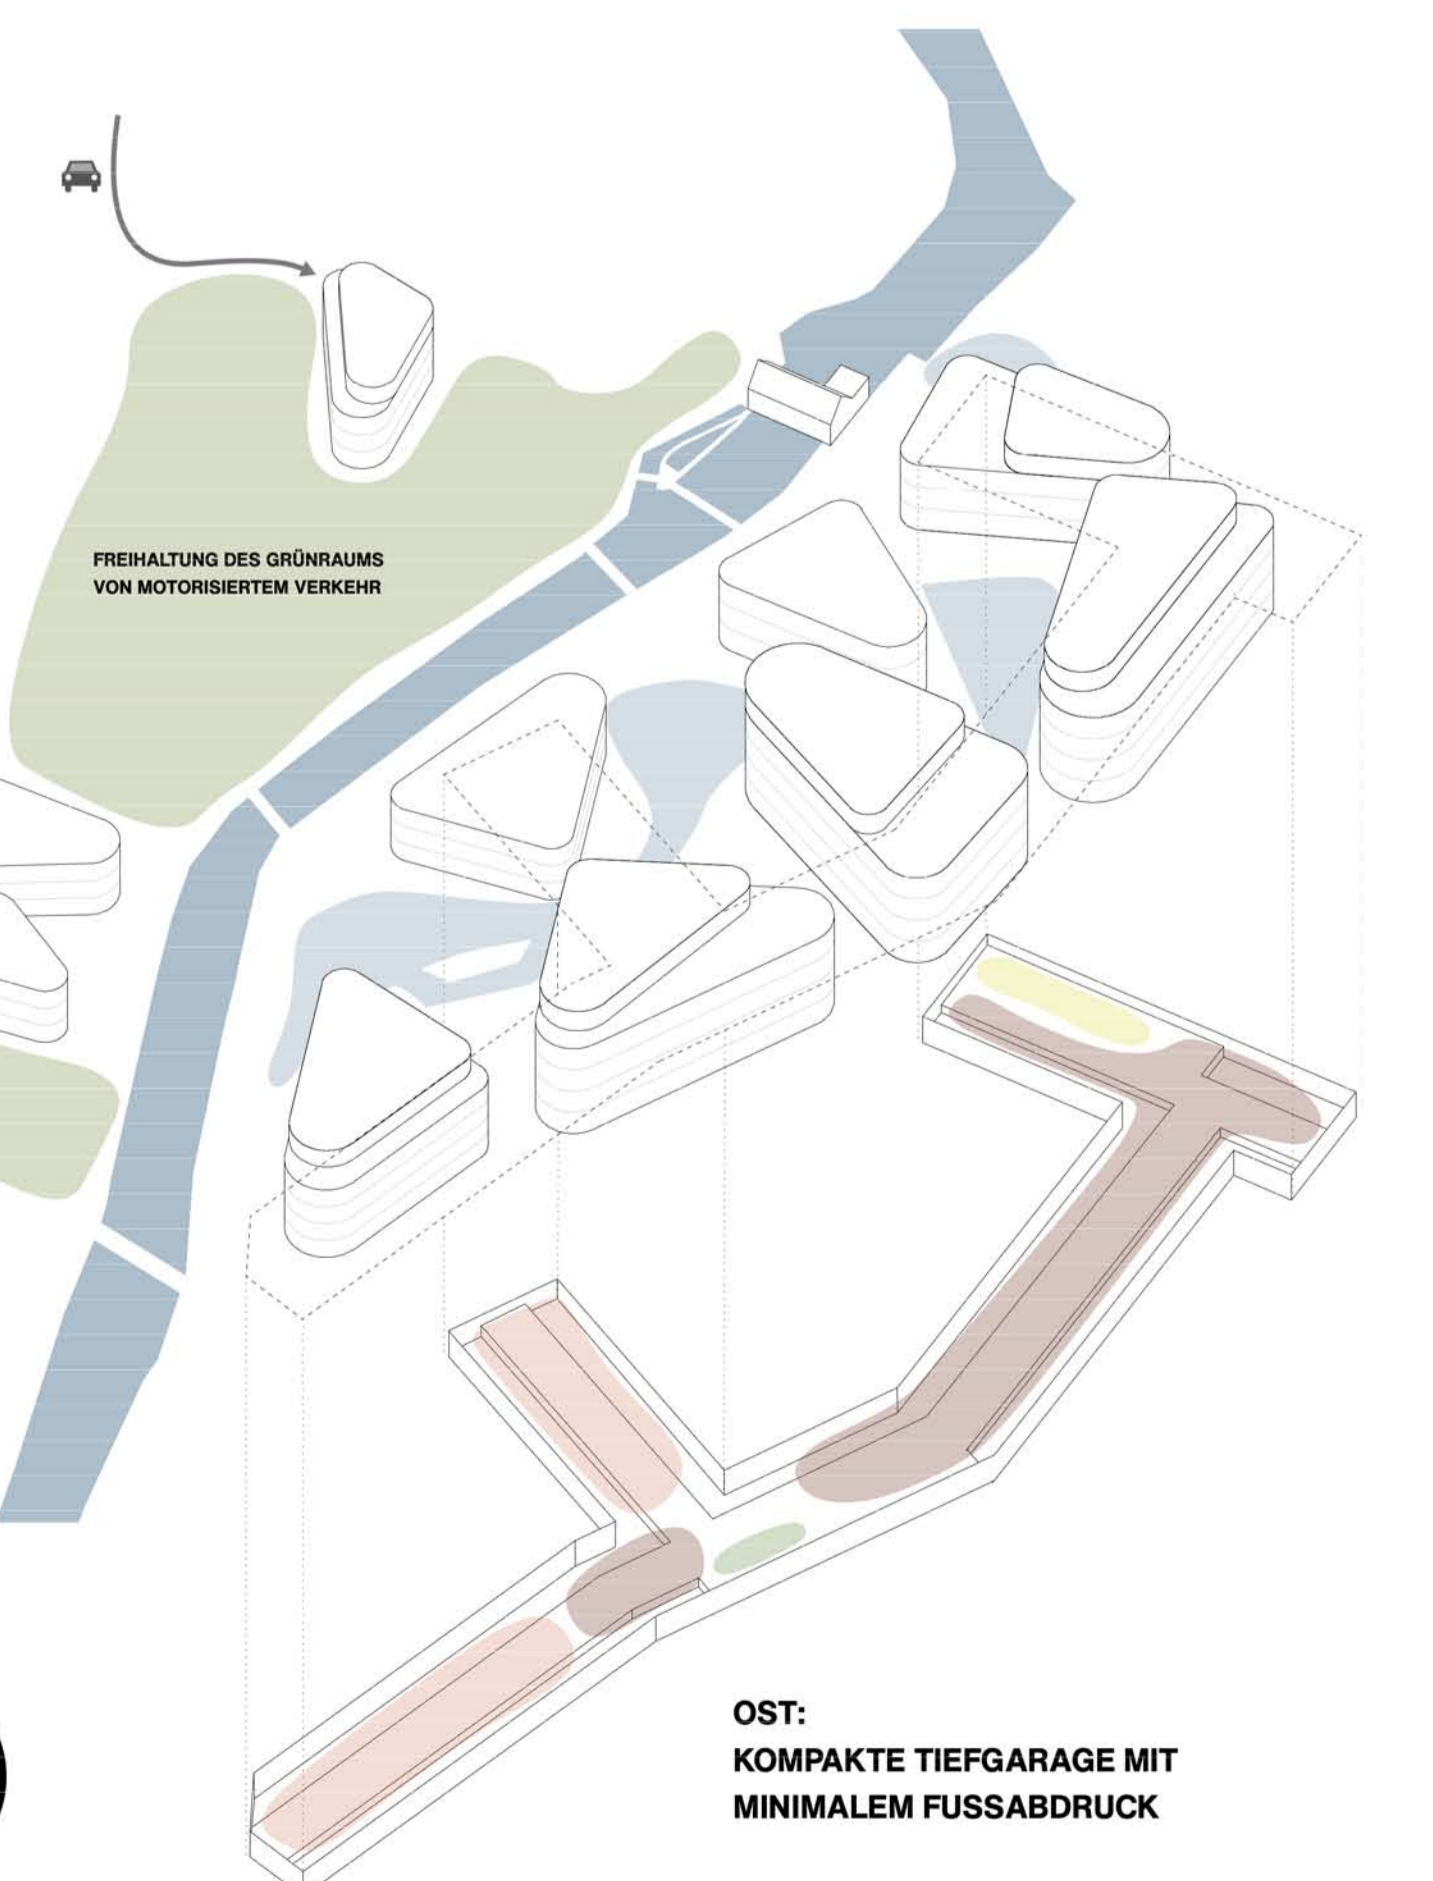 FREIHALTUNG DES GRÜNRAUMS
VON MOTORISIERTEM VERKEHR
OST:
KOMPAKTE TIEFGARAGE MIT
MINIMALEM FUSSABDRUCK